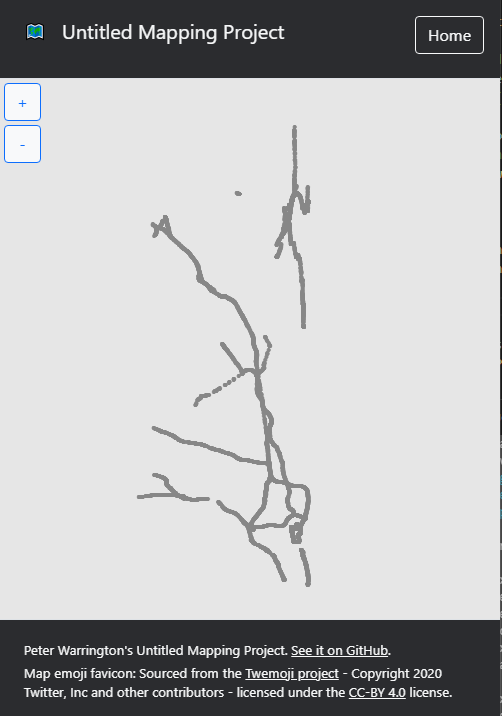 Untitled Mapping Project
Home
+
-
Peter Warrington's Untitled Mapping Project. See it on GitHub.
Map emoji favicon: Sourced from the Twemoji project - Copyright 2020
Twitter, Inc and other contributors - licensed under the CC-BY 4.0 license.